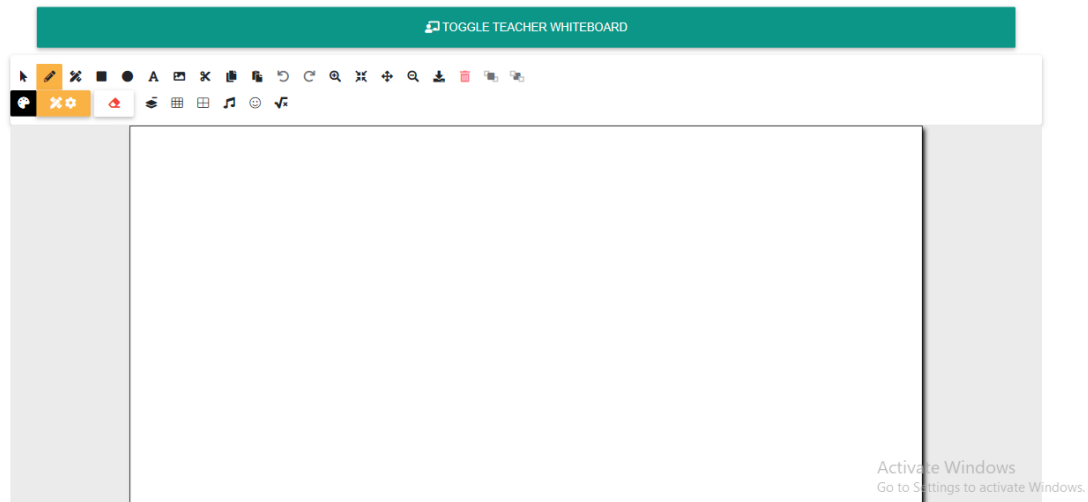 TOGGLE TEACHER WHITEBOARD
A
Activate Windows
Go to Settings to activate Windows.